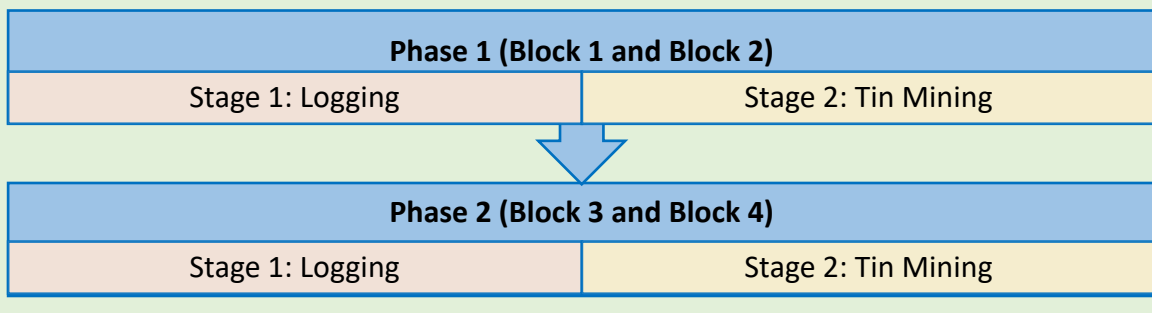 Phase 1 (Block 1 and Block 2)
Stage 1: Logging
Stage 2: Tin Mining
Phase 2 (Block 3 and Block 4)
Stage 1: Logging
Stage 2: Tin Mining